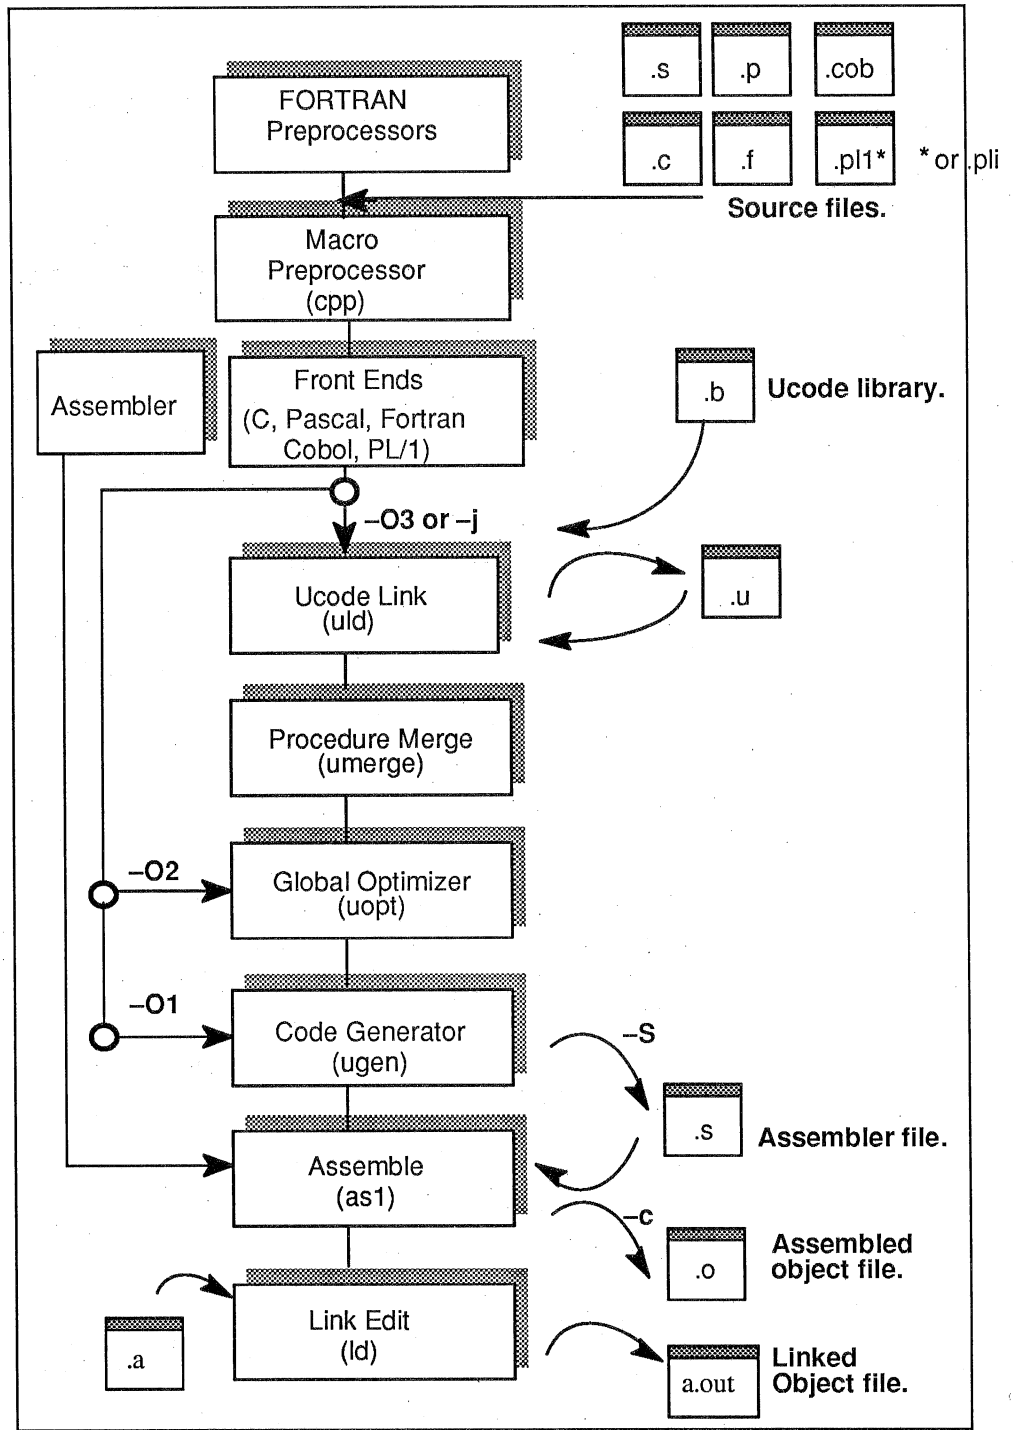 .s .p .cob
FORTRAN
Preprocessors
.c .f .pl1* * or .pli
Source files.
Macro
Preprocessor
(cpp)
Assembler
Front Ends
(C, Pascal, Fortran
Cobol, PL/1)
.b
Ucode library.
–O3 or –j
Ucode Link
(uld)
.u
Procedure Merge
(umerge)
–O2
Global Optimizer
(uopt)
–O1
Code Generator
(ugen)
–S
.s
Assembler file.
Assemble
(as1)
–c
.o
Assembled
object file.
Link Edit
(ld)
.a
a.out
Linked
Object file.